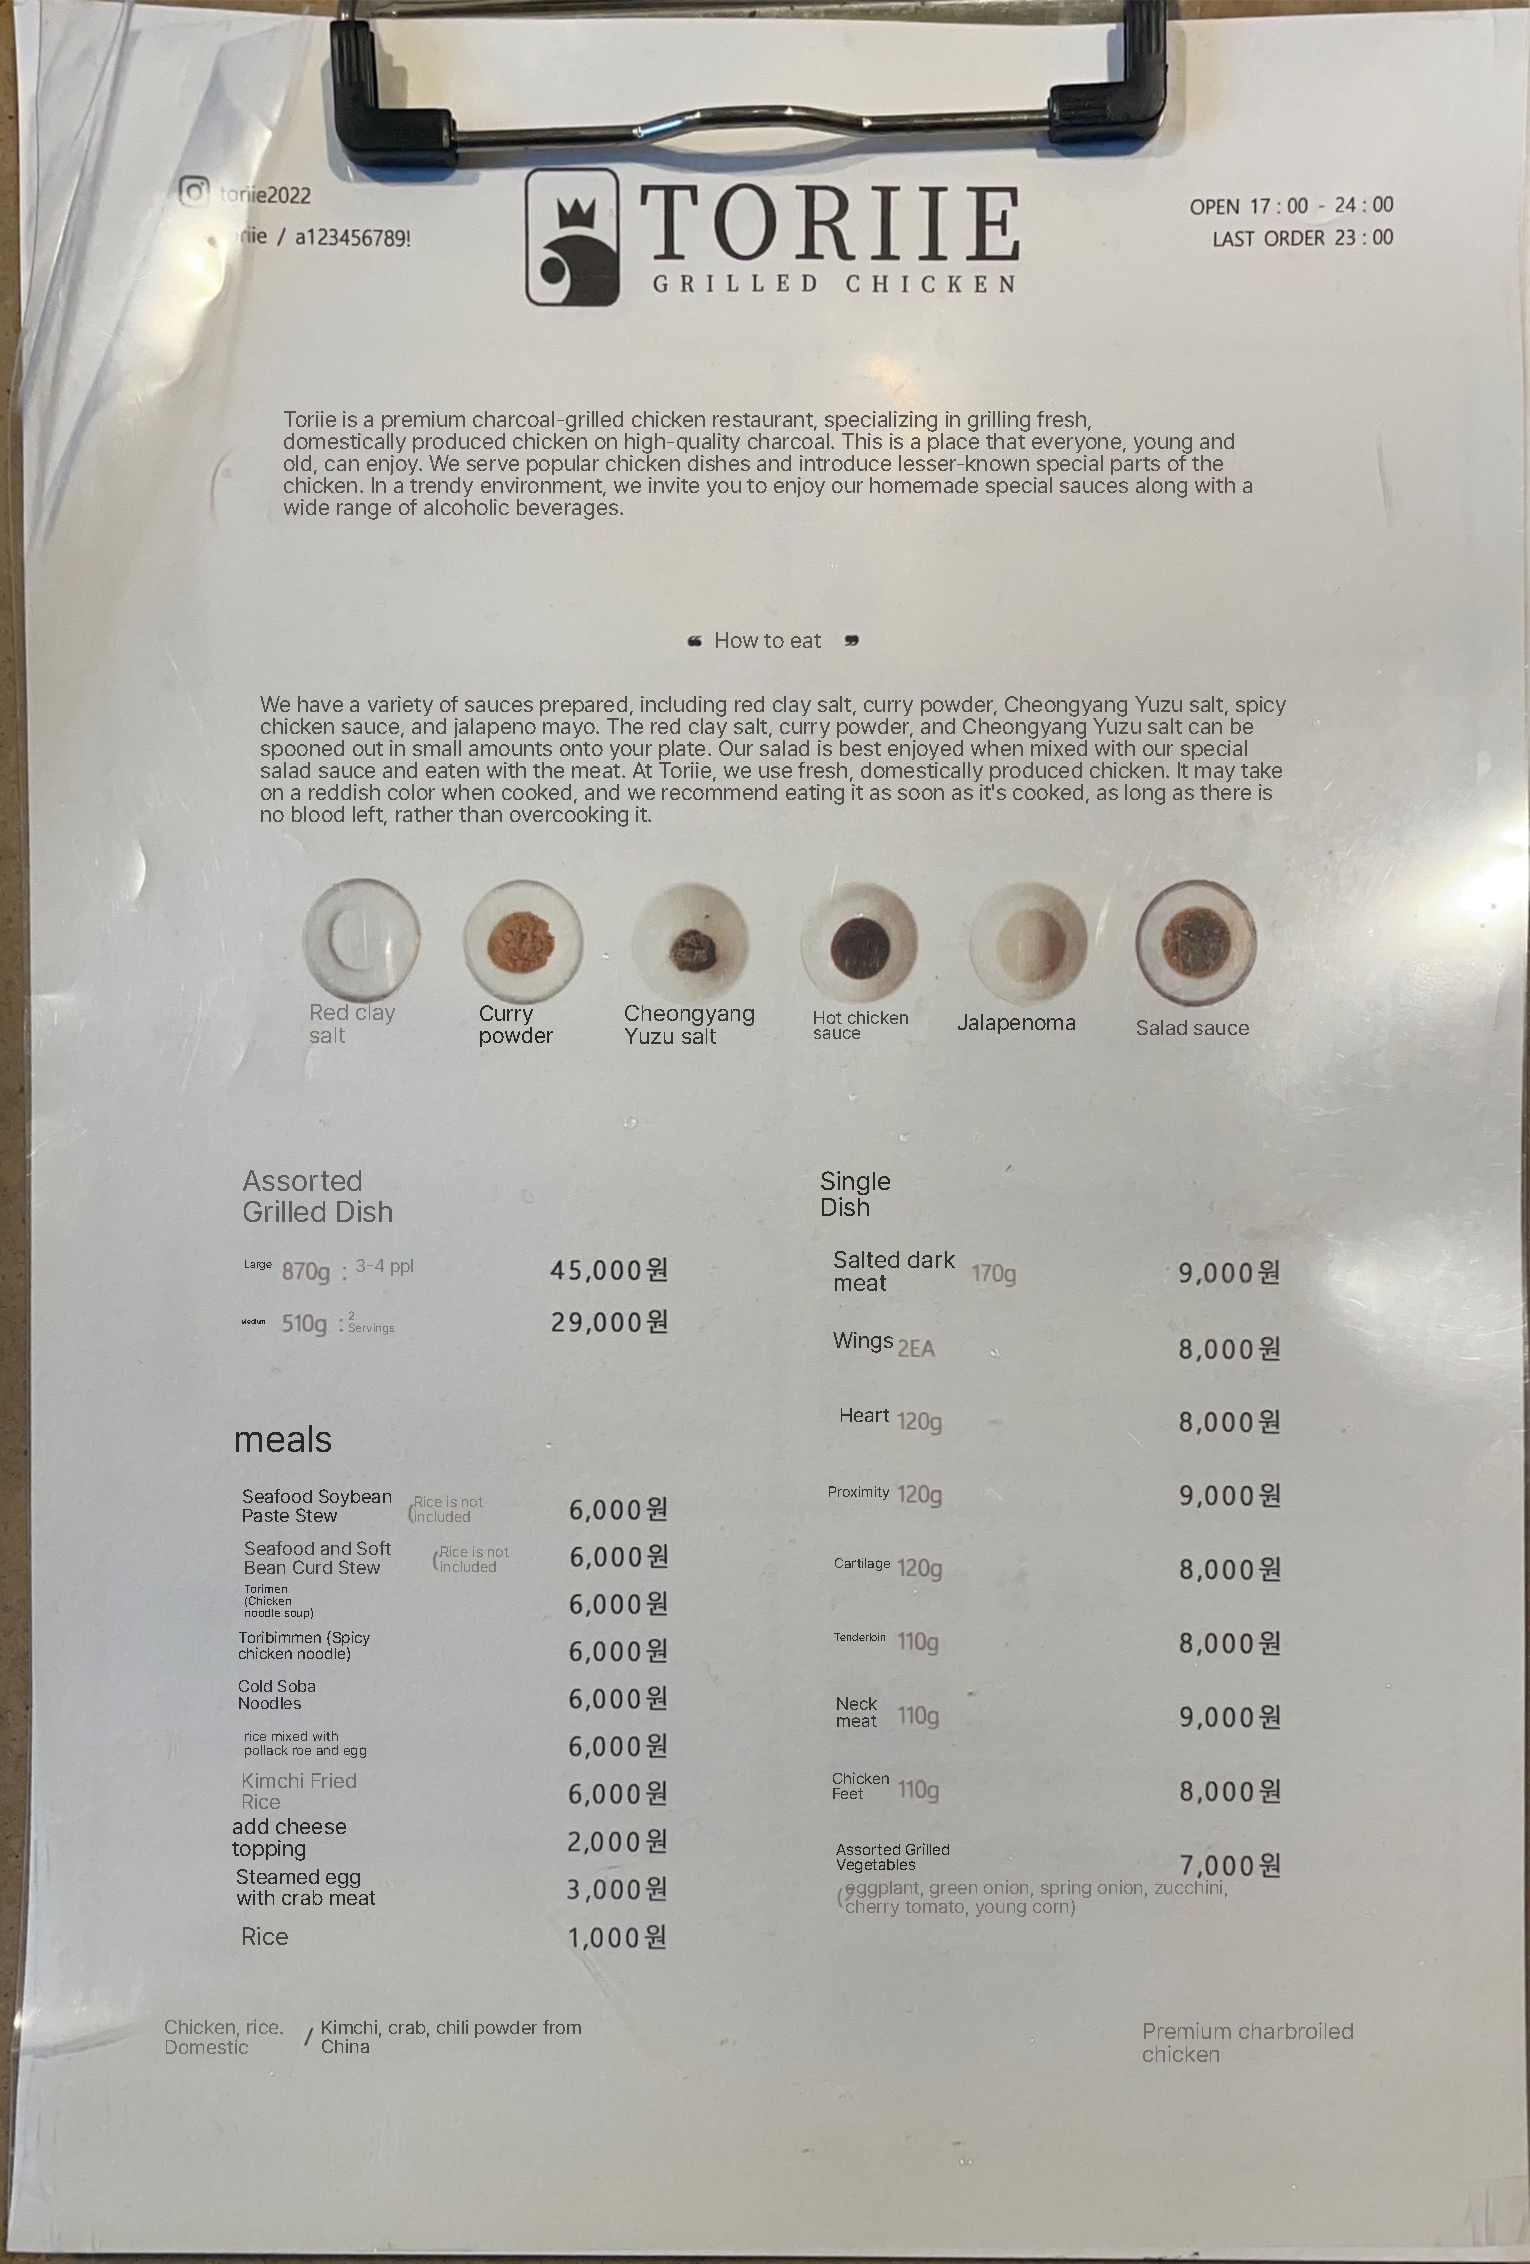 toriie2022
riie / a123456789!
TORIIE
GRILLED CHICKEN
OPEN 17 : 00 - 24 : 00
LAST ORDER 23 : 00
Toriie is a premium charcoal-grilled chicken restaurant, specializing in grilling fresh,
domestically produced chicken on high-quality charcoal. This is a place that everyone, young and
old, can enjoy. We serve popular chicken dishes and introduce lesser-known special parts of the
chicken. In a trendy environment, we invite you to enjoy our homemade special sauces along with a
wide range of alcoholic beverages.
❝ How to eat ❞
We have a variety of sauces prepared, including red clay salt, curry powder, Cheongyang Yuzu salt, spicy
chicken sauce, and jalapeno mayo. The red clay salt, curry powder, and Cheongyang Yuzu salt can be
spooned out in small amounts onto your plate. Our salad is best enjoyed when mixed with our special
salad sauce and eaten with the meat. At Toriie, we use fresh, domestically produced chicken. It may take
on a reddish color when cooked, and we recommend eating it as soon as it's cooked, as long as there is
no blood left, rather than overcooking it.
Red clay
salt
Curry
powder
Cheongyang
Yuzu salt
Hot chicken
sauce
Jalapenoma
Salad sauce
Assorted
Grilled Dish
Large 870g : 3-4 ppl 45,000원
Medium 510g : 2
Servings 29,000원
meals
Seafood Soybean
Paste Stew
(Rice is not
included
6,000원
Seafood and Soft
Bean Curd Stew
(Rice is not
included
6,000원
Torimen
(Chicken
noodle soup)
6,000원
Toribimmen (Spicy
chicken noodle)
6,000원
Cold Soba
Noodles
6,000원
rice mixed with
pollack roe and egg
6,000원
Kimchi Fried
Rice
6,000원
add cheese
topping
2,000원
Steamed egg
with crab meat
3,000원
Rice 1,000원
Single
Dish
Salted dark
meat
170g 9,000원
Wings 2EA 8,000원
Heart 120g 8,000원
Proximity 120g 9,000원
Cartilage 120g 8,000원
Tenderloin 110g 8,000원
Neck
meat
110g 9,000원
Chicken
Feet
110g 8,000원
Assorted Grilled
Vegetables
7,000원
(eggplant, green onion, spring onion, zucchini,
cherry tomato, young corn)
Chicken, rice.
Domestic
/ Kimchi, crab, chili powder from
China
Premium charbroiled
chicken